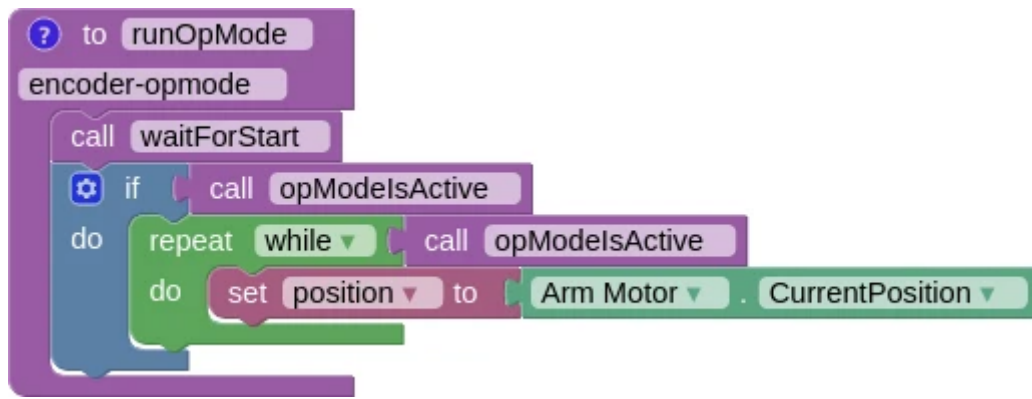 ? to runOpMode
encoder-opmode
call waitForStart
if call opModeIsActive
do repeat while call opModeIsActive
do set position to Arm Motor . CurrentPosition